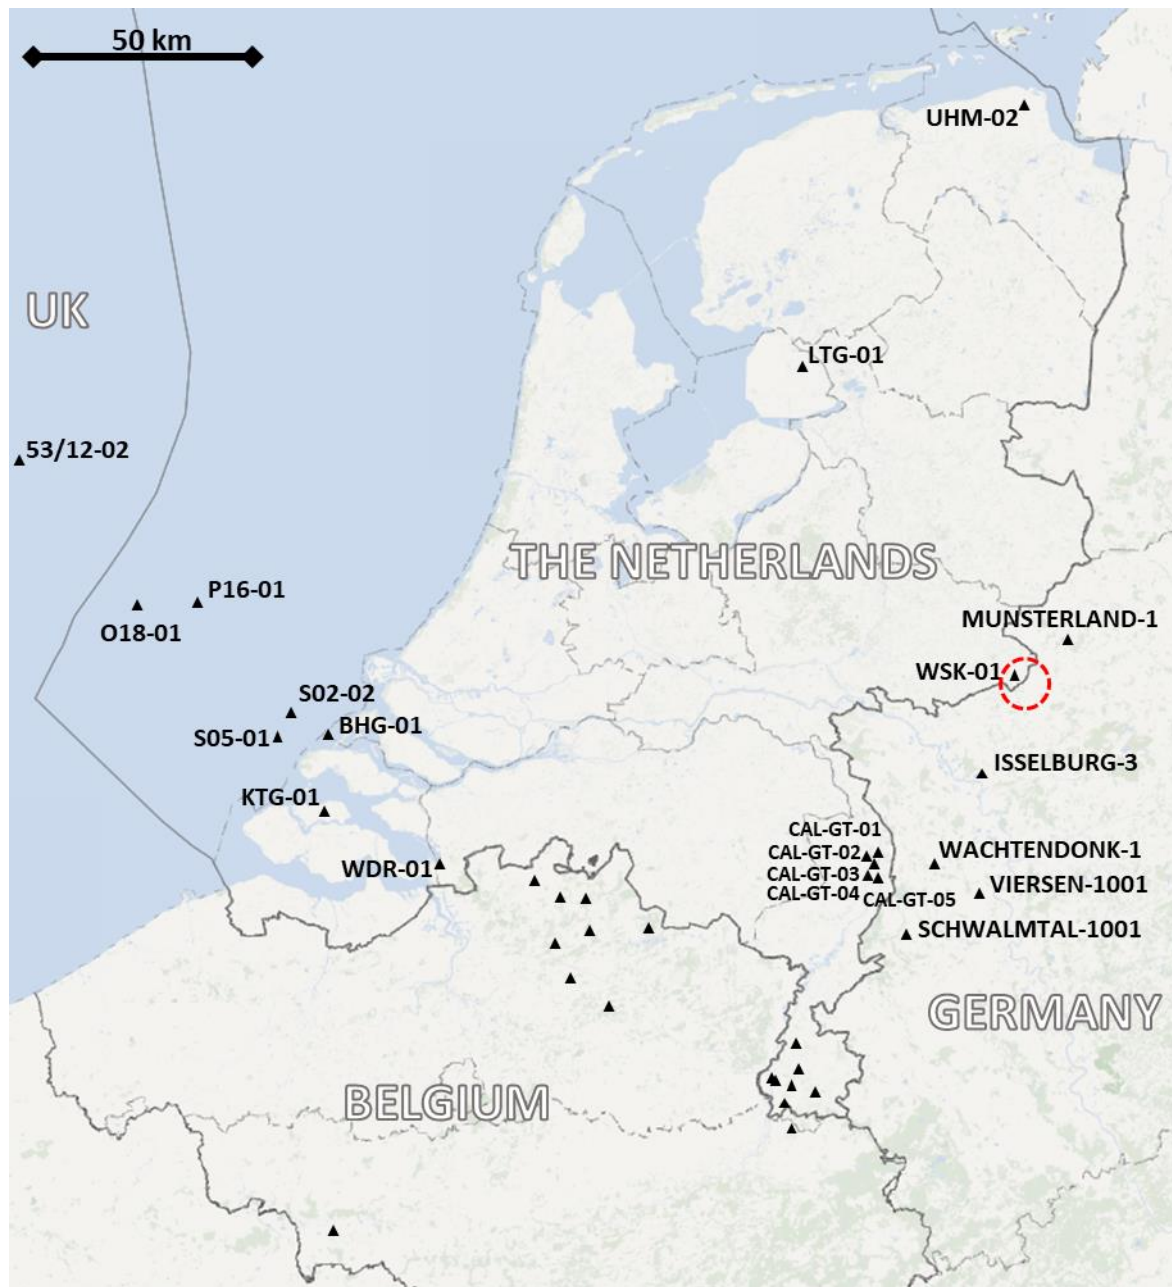 50 km
UHM-02
UK
LTG-01
53/12-02
THE NETHERLANDS
P16-01
O18-01
MUNSTERLAND-1
WSK-01
S02-02
S05-01
BHG-01
ISSELBURG-3
KTG-01
CAL-GT-01
CAL-GT-02
WACHTENDONK-1
WDR-01
CAL-GT-03
VIERSEN-1001
CAL-GT-04
CAL-GT-05
SCHWALMTAL-1001
GERMANY
BELGIUM